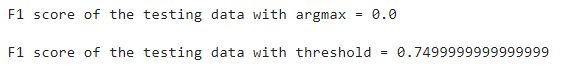 F1 score of the testing data with argmax = 0.0
F1 score of the testing data with threshold = 0.7499999999999999